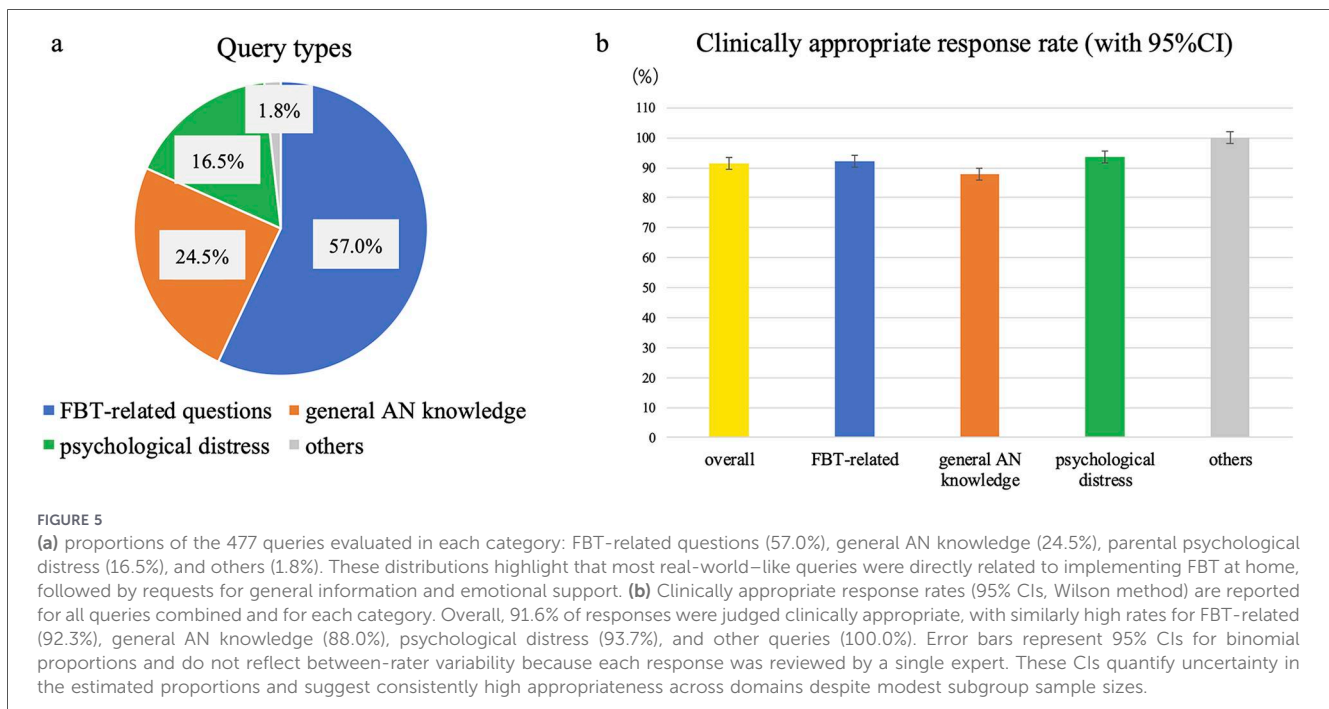 a
Query types
1.8%
16.5%
24.5%
57.0%
FBT-related questions
general AN knowledge
psychological distress
others
b
Clinically appropriate response rate (with 95%CI)
(%)
110
100
90
80
70
60
50
40
30
20
10
0
overall
FBT-related
general AN
knowledge
psychological
distress
others
FIGURE 5
(a) proportions of the 477 queries evaluated in each category: FBT-related questions (57.0%), general AN knowledge (24.5%), parental psychological
distress (16.5%), and others (1.8%). These distributions highlight that most real-world–like queries were directly related to implementing FBT at home,
followed by requests for general information and emotional support. (b) Clinically appropriate response rates (95% CIs, Wilson method) are reported
for all queries combined and for each category. Overall, 91.6% of responses were judged clinically appropriate, with similarly high rates for FBT-related
(92.3%), general AN knowledge (88.0%), psychological distress (93.7%), and other queries (100.0%). Error bars represent 95% CIs for binomial
proportions and do not reflect between-rater variability because each response was reviewed by a single expert. These CIs quantify uncertainty in
the estimated proportions and suggest consistently high appropriateness across domains despite modest subgroup sample sizes.